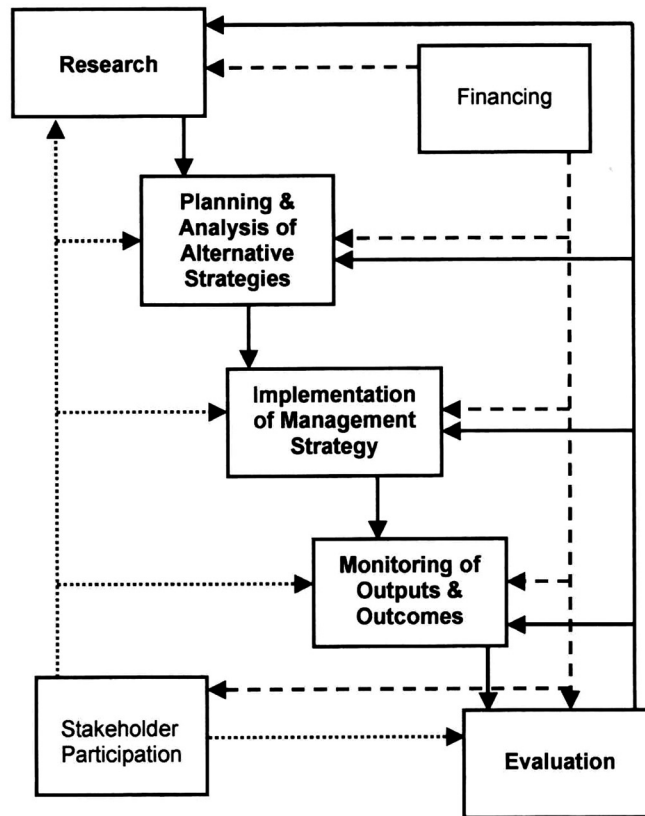 Research
Financing
Planning &
Analysis of
Alternative
Strategies
Implementation
of Management
Strategy
Monitoring of
Outputs &
Outcomes
Stakeholder
Participation
Evaluation